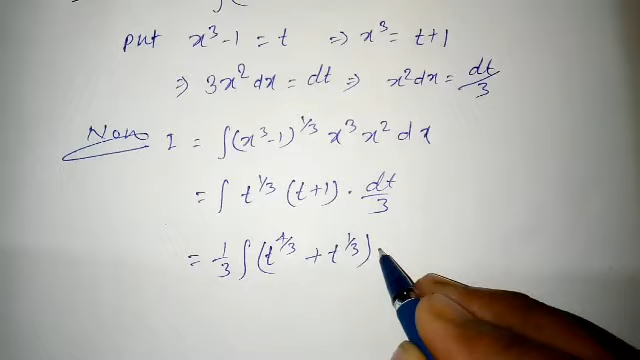 put x³-1 = t ⇒ x³ = t+1
⇒ 3x² dx = dt ⇒ x² dx = dt/3
Now I = ∫(x³-1)^1/3 x³ x² dx
= ∫ t^1/3 (t+1) · dt/3
= 1/3 ∫(t^4/3 + t^1/3)